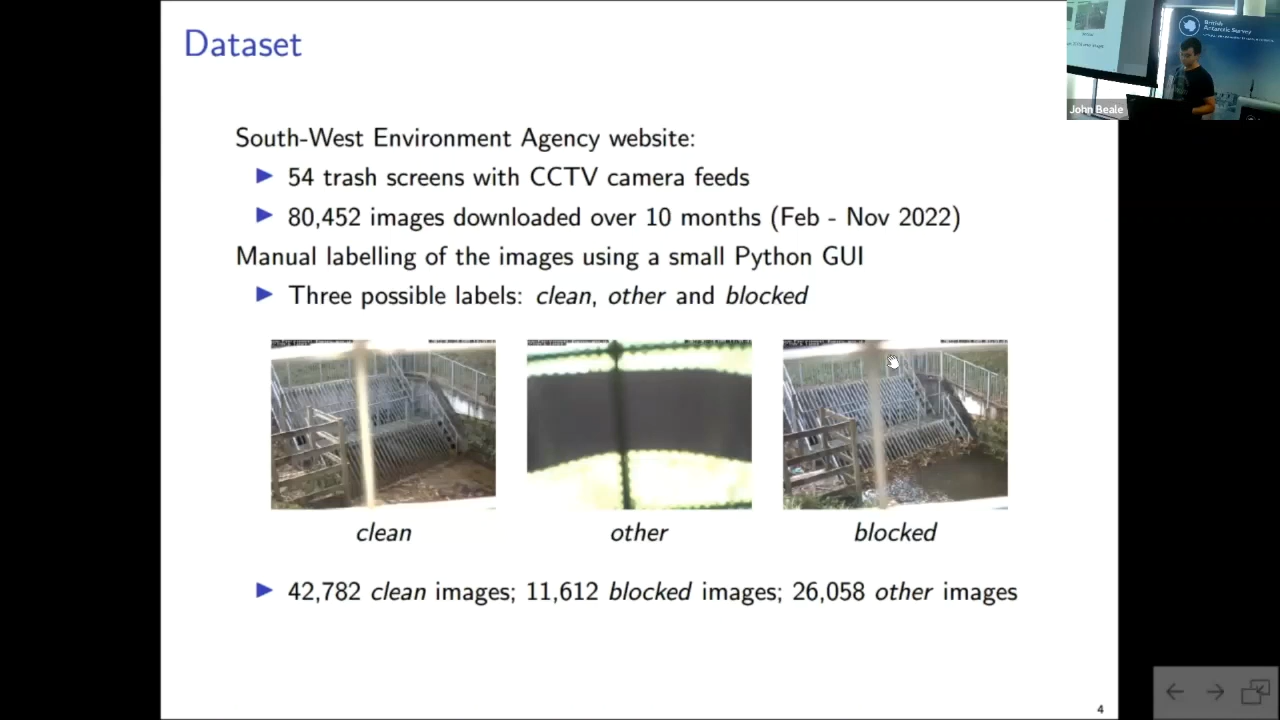 Dataset
South-West Environment Agency website:
54 trash screens with CCTV camera feeds
80,452 images downloaded over 10 months (Feb - Nov 2022)
Manual labelling of the images using a small Python GUI
Three possible labels: clean, other and blocked
clean
other
blocked
42,782 clean images; 11,612 blocked images; 26,058 other images
4
British
Antarctic Survey
John Beale